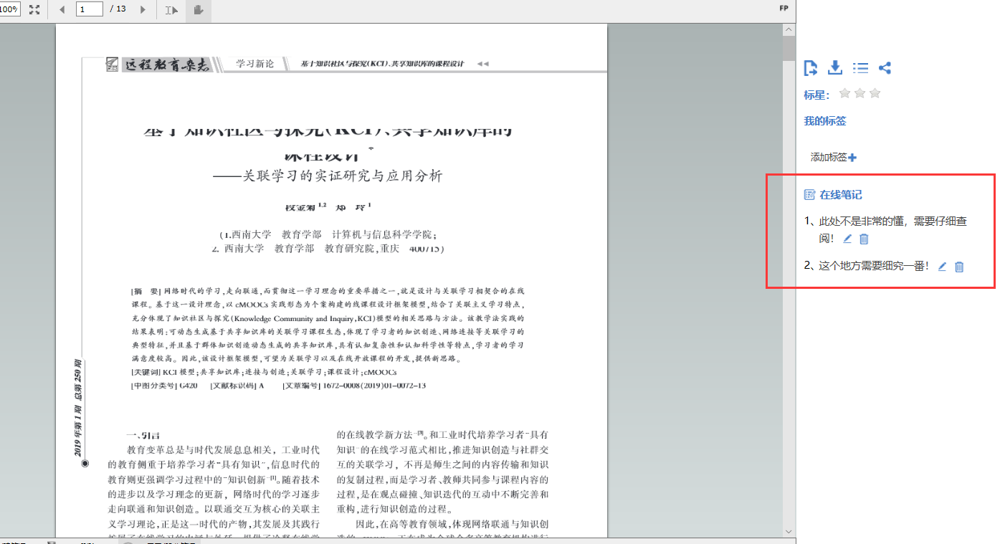 100%
1
/ 13
FP
远程教育杂志
学习新论
基于知识社区与探究(KCI)、共享知识库的课程设计
基于知识社区与探究(KCI)、共享知识库的
课程设计*
——关联学习的实证研究与应用分析
段金菊1,2 郑 玲1
(1.西南大学 教育学部 计算机与信息科学学院;
2. 西南大学 教育学部 教育研究院,重庆 400715)
[摘 要] 网络时代的学习,走向联通,而贯彻这一学习理念的重要举措之一,就是设计与关联学习相契合的在线
课程。基于这一设计理念,以 cMOOCs 实践形态为个案构建的线课程设计框架模型,结合了关联主义学习特点,
充分体现了知识社区与探究(Knowledge Community and Inquiry,KCI)模型的相关思路与方法。该教学法实践的
结果表明:可动态生成基于共享知识库的关联学习课程生态,体现了学习者的知识创造、网络连接等关联学习的
典型特征,并且基于群体知识创造动态生成的共享知识库,具有认知复杂性和认知科学性等特点,学习者的学习
满意度较高。因此,该设计框架模型,可望为关联学习以及在线开放课程的开发,提供新思路。
[关键词] KCI 模型;共享知识库;连接与创造;关联学习;课程设计;cMOOCs
[中图分类号] G420 [文献标识码] A [文章编号] 1672-0008(2019)01-0072-13
2019 年第 1 期 总第 250 期
一、引言
教育变革总是与时代发展息息相关，工业时代
的教育侧重于培养学习者"具有知识",信息时代的
教育则更强调学习过程中的"知识创新"[1]。随着技术
的进步以及学习理念的更新，网络时代的学习逐步
走向联通和知识创造。以联通交互为核心的关联主
义学习理论,正是这一时代的产物,其发展及其践行
的在线教学新方法"[3]。和工业时代培养学习者"具有
知识"的在线学习范式相比,推进知识创造与社群交
互的关联学习，不再是师生之间的内容传输和知识
的复制过程,而是学习者、教师共同参与课程内容的
过程,是在观点碰撞、知识迭代的互动中不断完善和
重构,进行知识创造的过程。
因此,在高等教育领域,体现网络联通与知识创
标星：
我的标签
添加标签
在线笔记
1、此处不是非常的懂，需要仔细查
阅！
2、这个地方需要细究一番！